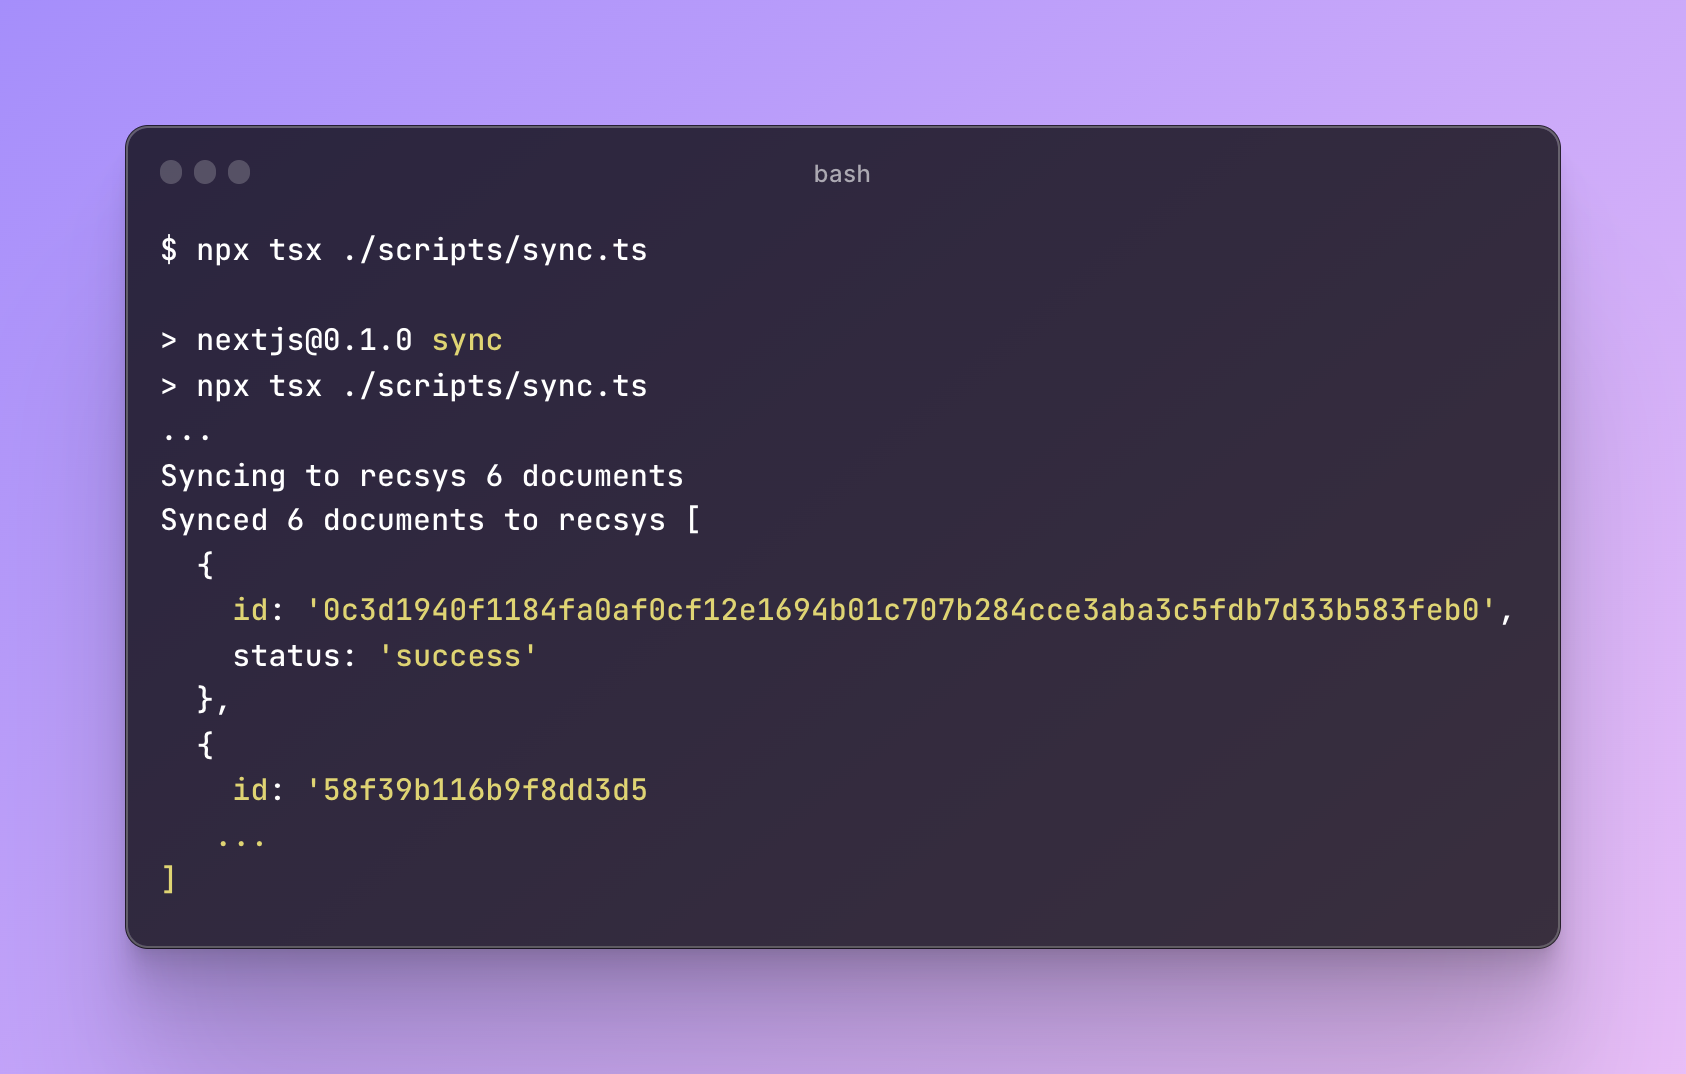 bash
$ npx tsx ./scripts/sync.ts
> nextjs@0.1.0 sync
> npx tsx ./scripts/sync.ts
...
Syncing to recsys 6 documents
Synced 6 documents to recsys [
  {
    id: '0c3d1940f1184fa0af0cf12e1694b01c707b284cce3aba3c5fdb7d33b583feb0',
    status: 'success'
  },
  {
    id: '58f39b116b9f8dd3d5
   ...
]